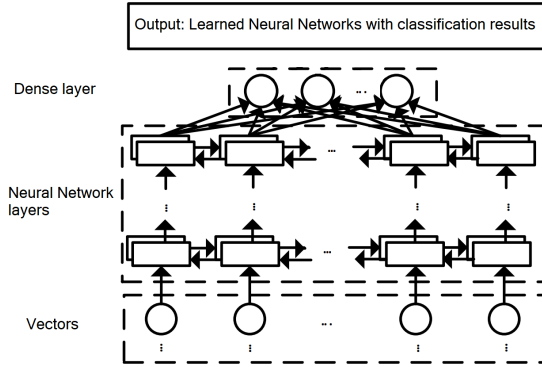 Output: Learned Neural Networks with classification results
Dense layer
...
...
Neural Network
layers
... ... ... ...
...
Vectors
...
... ... ... ...